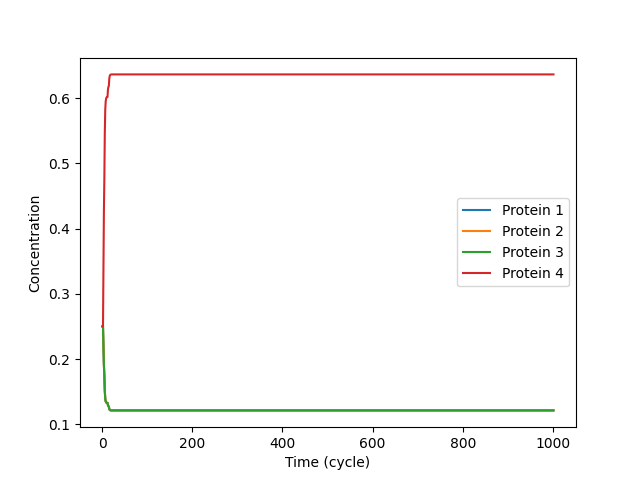 0.6
0.5
0.4
0.3
0.2
0.1
Concentration
Protein 1
Protein 2
Protein 3
Protein 4
0 200 400 600 800 1000
Time (cycle)